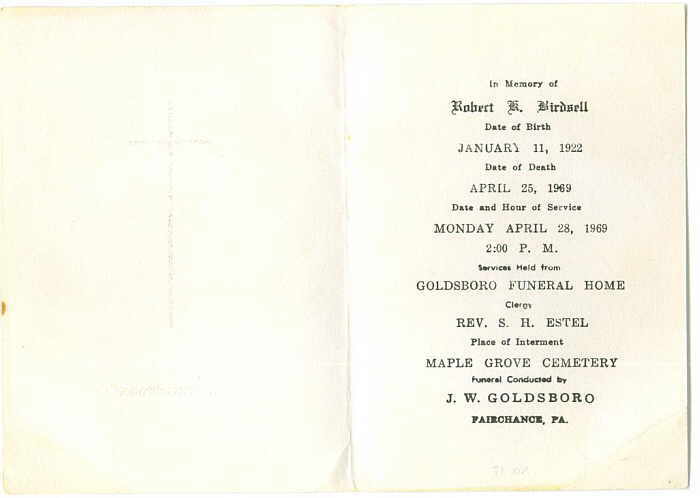 In Memory of
Robert K. Birdsell
Date of Birth
JANUARY 11, 1922
Date of Death
APRIL 25, 1969
Date and Hour of Service
MONDAY APRIL 28, 1969
2:00 P. M.
Services Held from
GOLDSBORO FUNERAL HOME
Clergy
REV. S. H. ESTEL
Place of Interment
MAPLE GROVE CEMETERY
Funeral Conducted by
J. W. GOLDSBORO
FAIRCHANCE, PA.